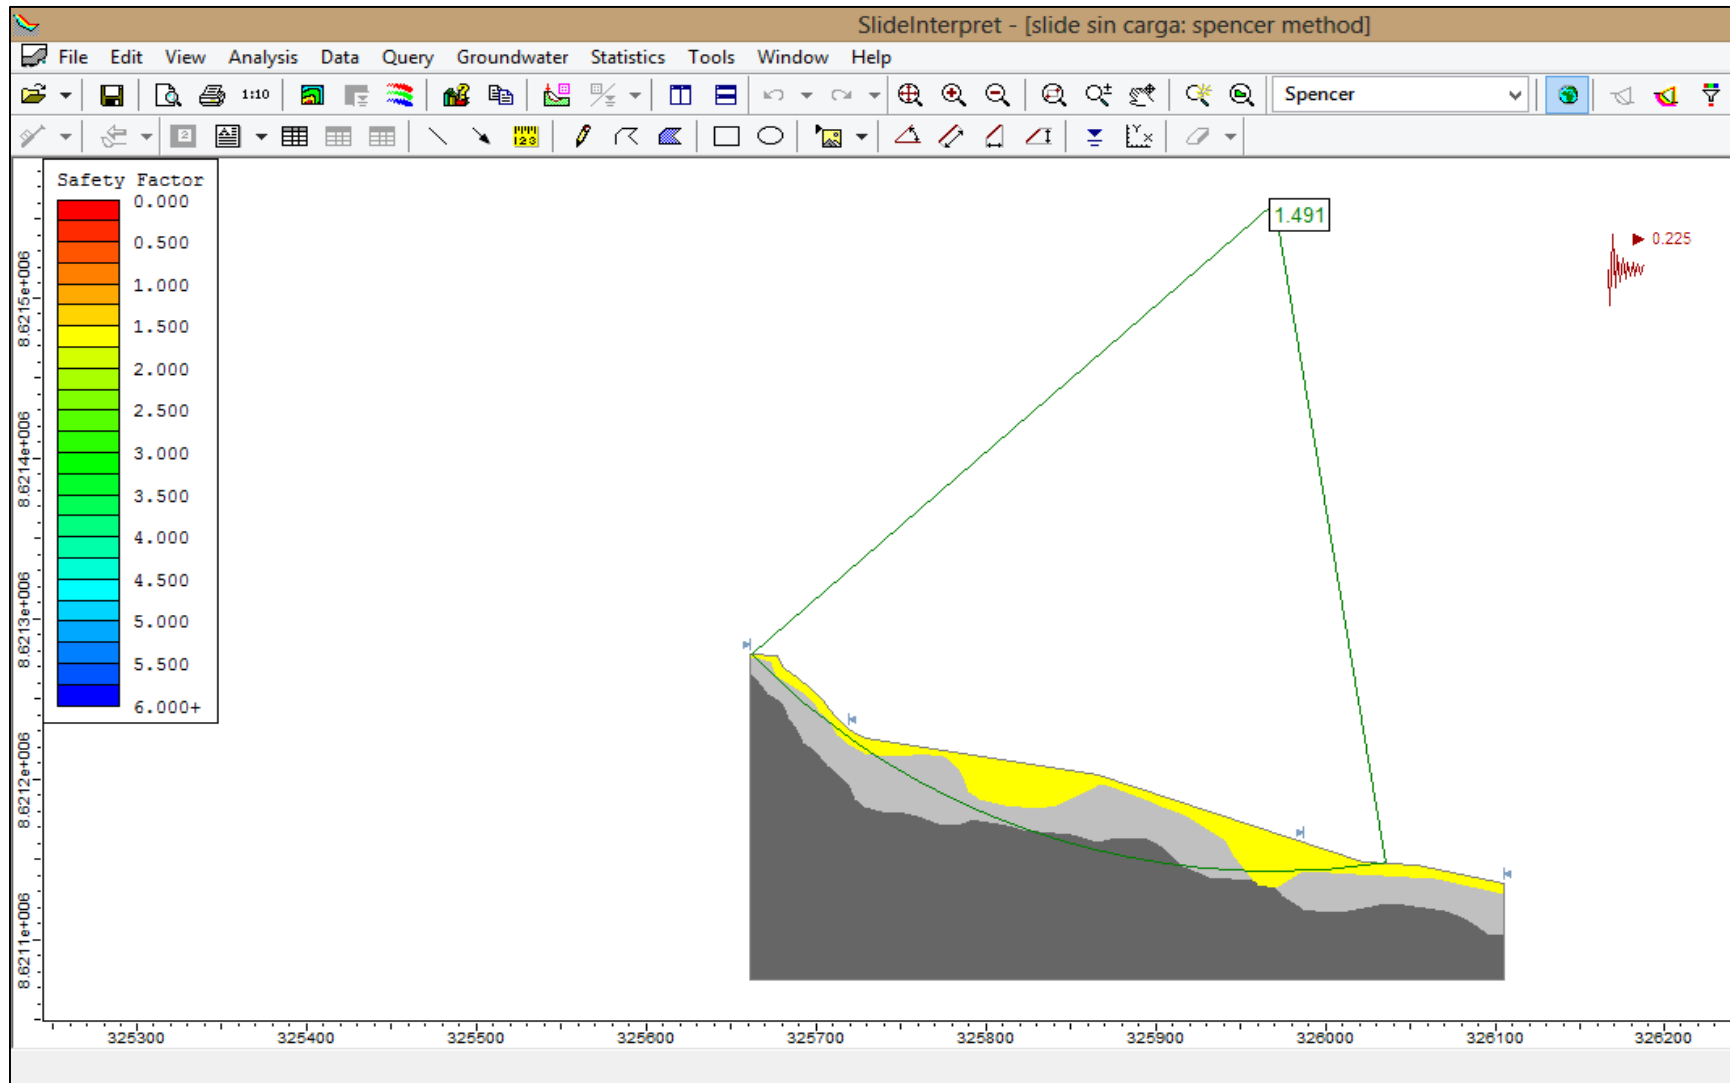 SlideInterpret - [slide sin carga: spencer method]
File Edit View Analysis Data Query Groundwater Statistics Tools Window Help
1:10
Spencer
2
A
123
Safety Factor
0.000
0.500
1.000
1.500
2.000
2.500
3.000
3.500
4.000
4.500
5.000
5.500
6.000+
1.491
0.225
8.6215e+006
8.6214e+006
8.6213e+006
8.6212e+006
8.6211e+006
325300 325400 325500 325600 325700 325800 325900 326000 326100 326200